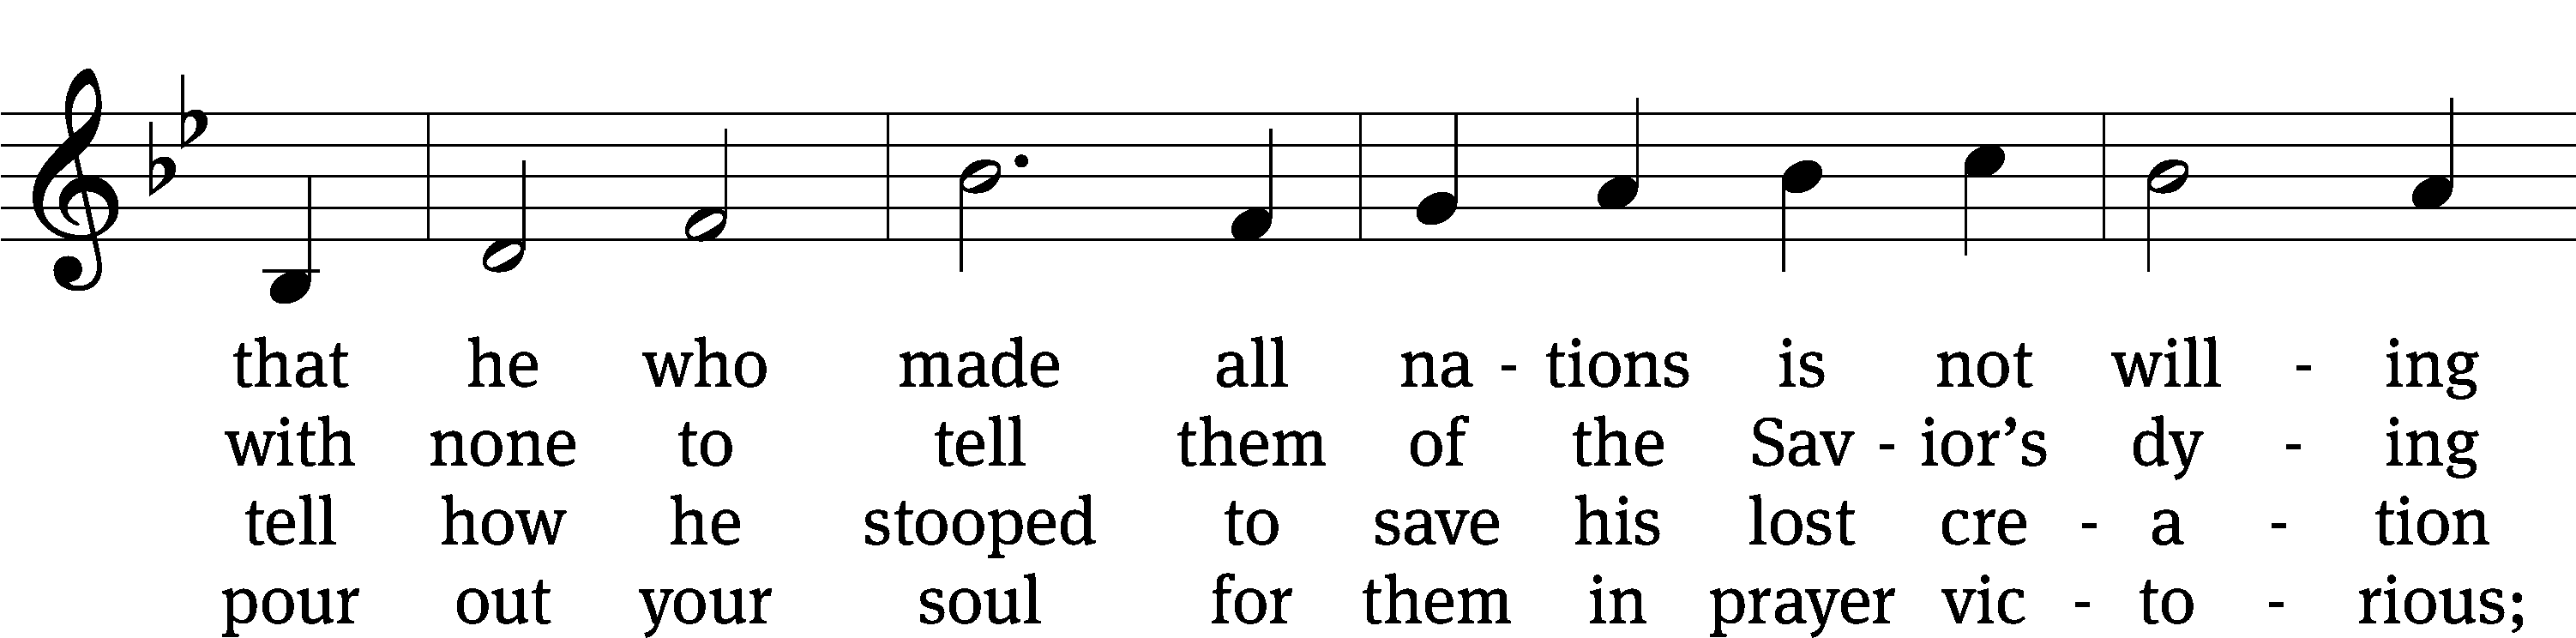 that he who made all na - tions is not will - ing
with none to tell them of the Sav - ior’s dy - ing
tell how he stooped to save his lost cre - a - tion
pour out your soul for them in prayer vic - to - rious;